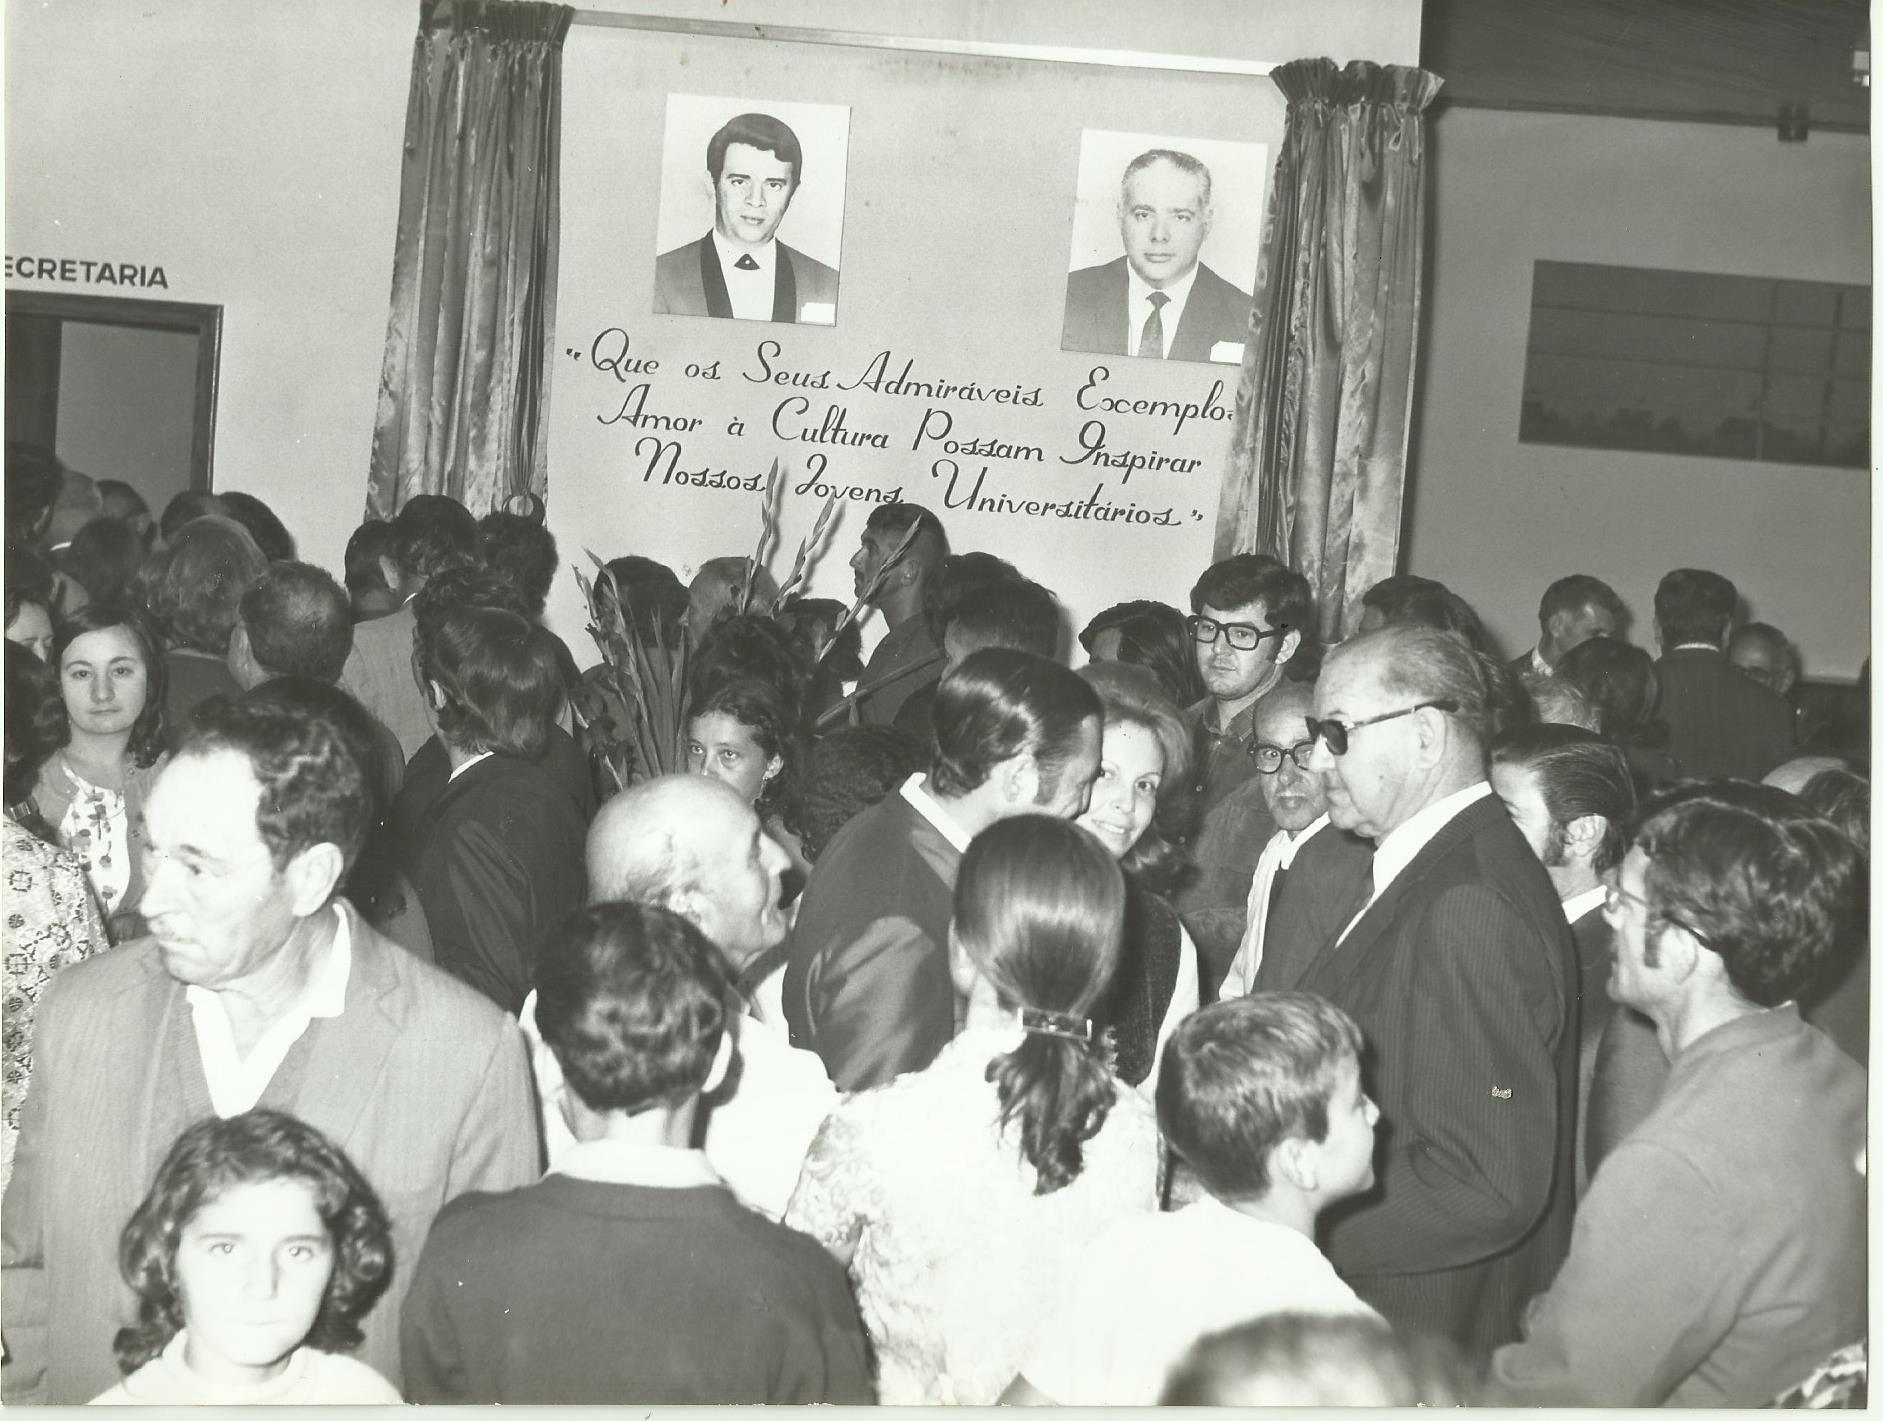 ECRETARIA
"Que os Seus Admiráveis Exemplo
Amor à Cultura Possam Inspirar
Nossos Jovens Universitários"